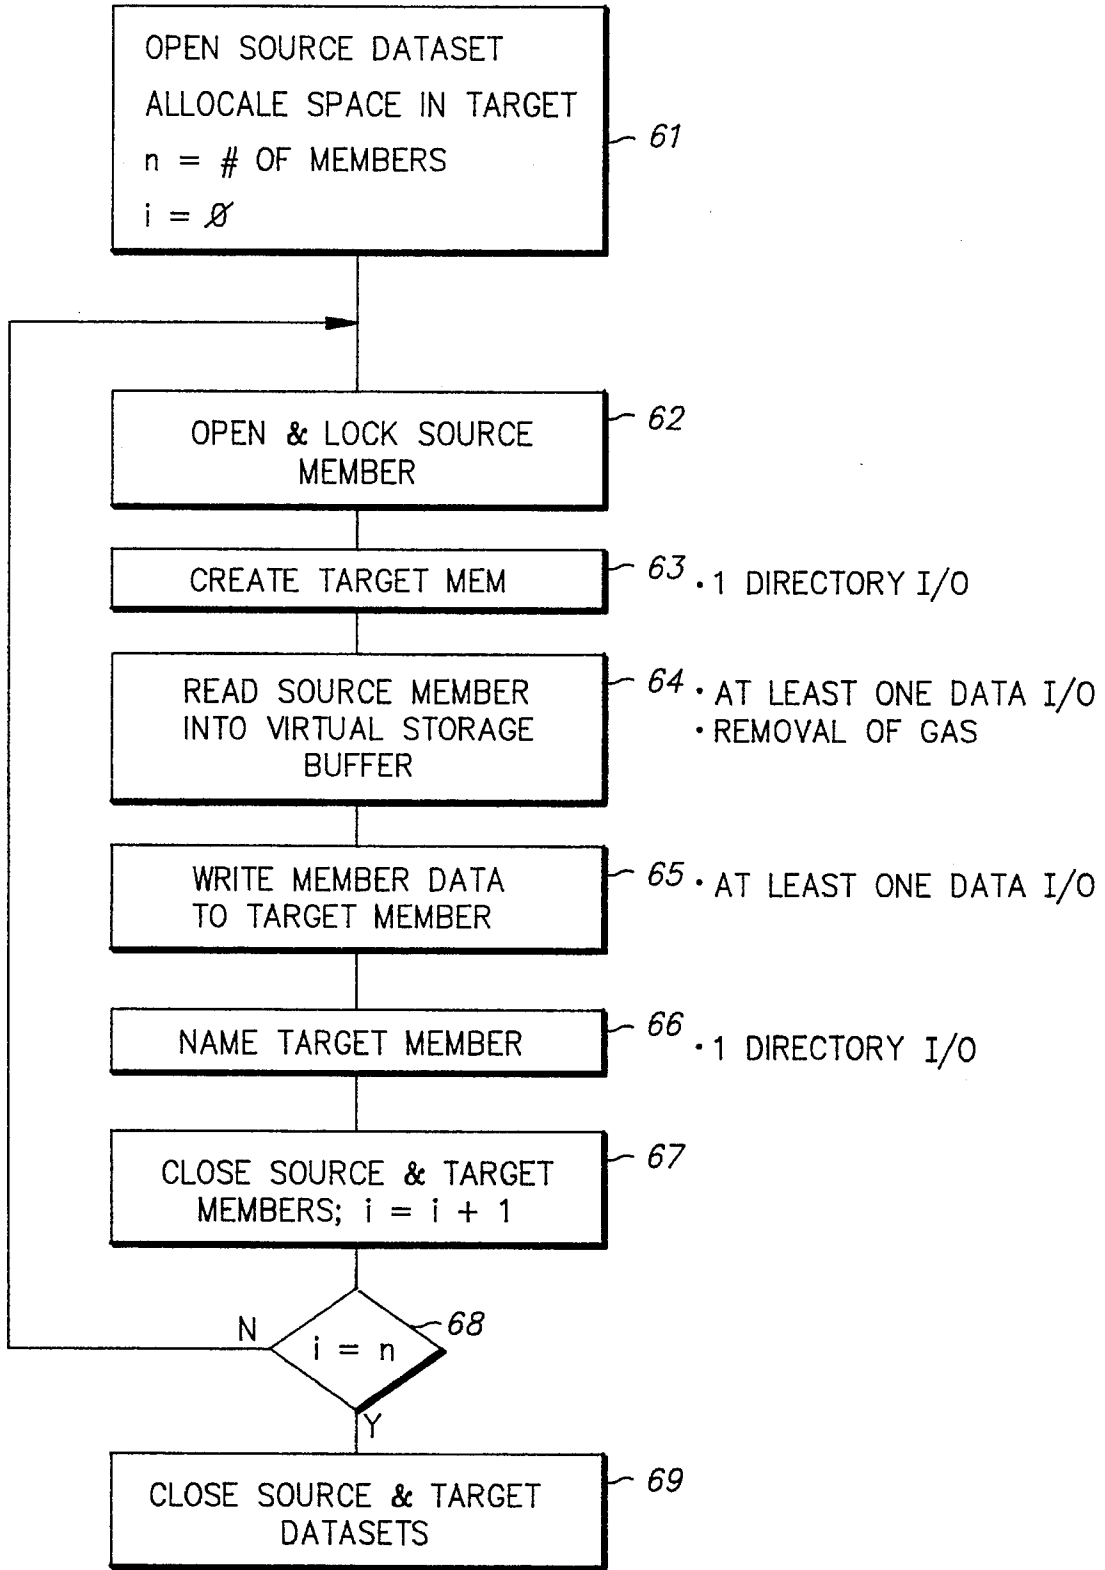 OPEN SOURCE DATASET
ALLOCALE SPACE IN TARGET
n = # OF MEMBERS
i = Ø
61
OPEN & LOCK SOURCE
MEMBER
62
CREATE TARGET MEM
63
· 1 DIRECTORY I/O
READ SOURCE MEMBER
INTO VIRTUAL STORAGE
BUFFER
64
· AT LEAST ONE DATA I/O
· REMOVAL OF GAS
WRITE MEMBER DATA
TO TARGET MEMBER
65
· AT LEAST ONE DATA I/O
NAME TARGET MEMBER
66
· 1 DIRECTORY I/O
CLOSE SOURCE & TARGET
MEMBERS; i = i + 1
67
N
i = n
68
Y
CLOSE SOURCE & TARGET
DATASETS
69